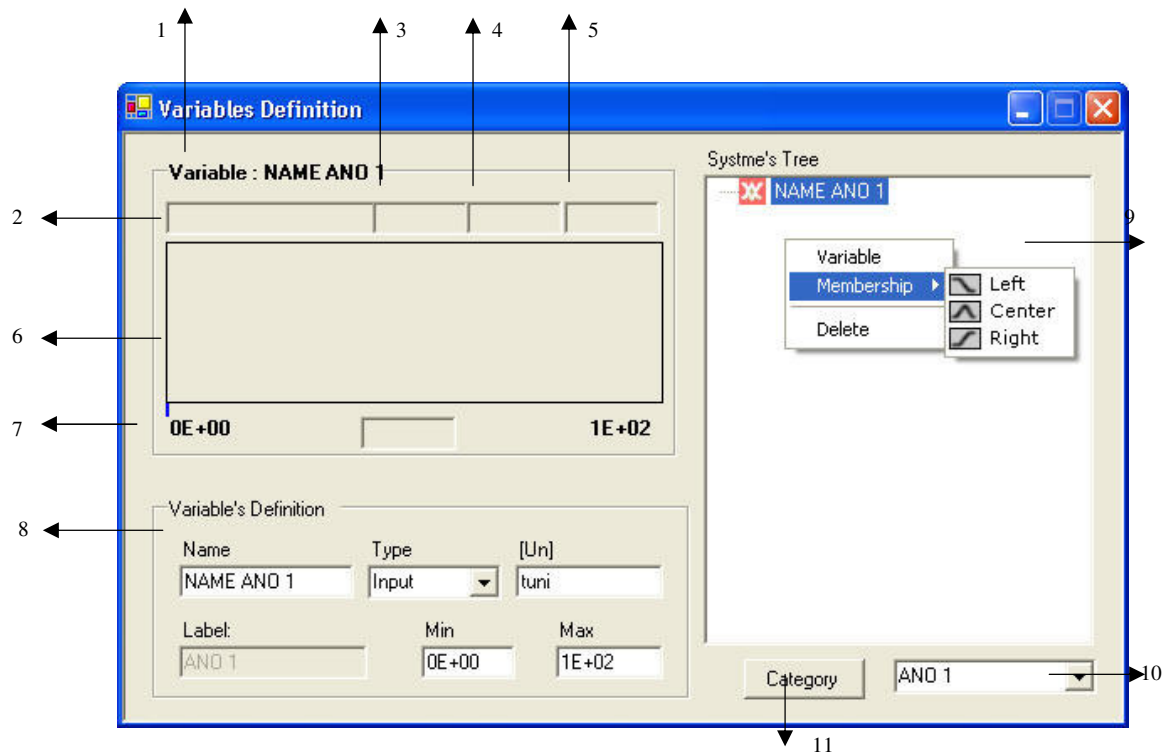 1 3 4 5
Variables Definition
Variable : NAME ANO 1
Systme's Tree
NAME ANO 1
2
9
Variable
Membership
Left
Center
Right
Delete
6
7
0E+00 1E+02
8
Variable's Definition
Name Type [Un]
NAME ANO 1 Input tuni
Label: Min Max
ANO 1 0E+00 1E+02
Category ANO 1 10
11